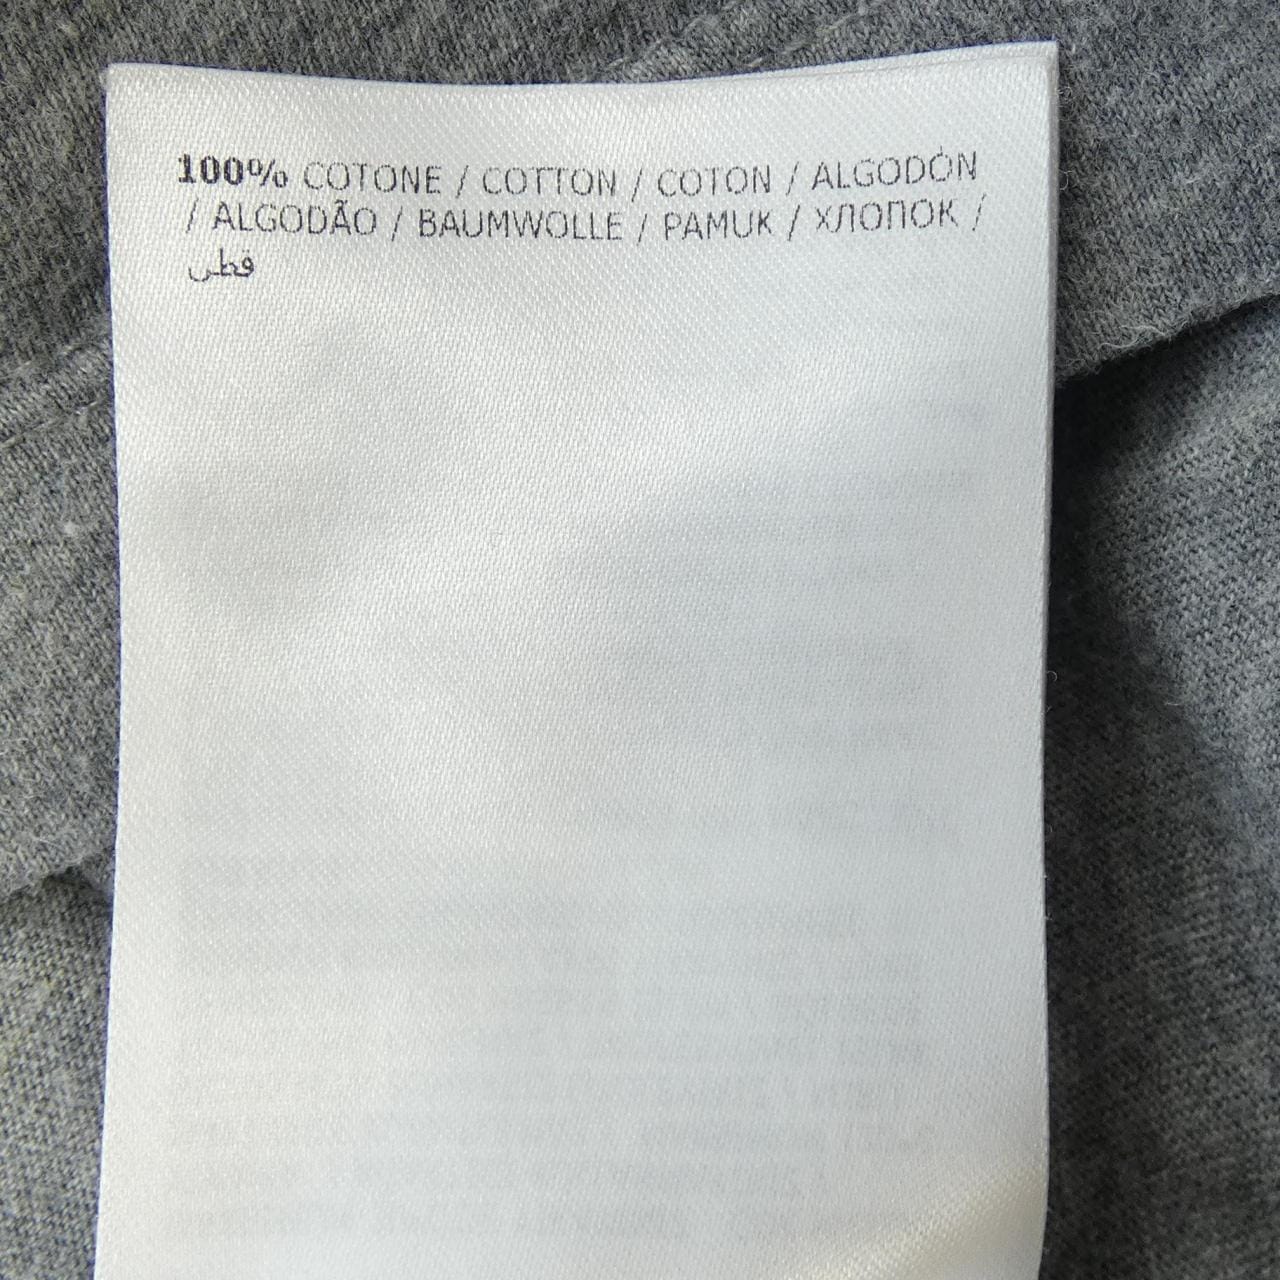 100% COTONE / COTTON / COTON / ALGODÓN
/ ALGODÃO / BAUMWOLLE / PAMUK / ХЛОПОК /
قطن